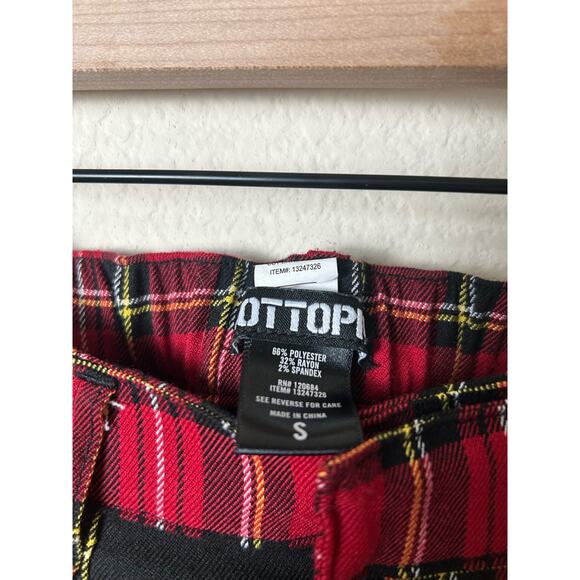 ITEM#: 13247326
OTTOPI
66% POLYESTER
32% RAYON
2% SPANDEX
RN# 120684
ITEM# 13247326
SEE REVERSE FOR CARE
MADE IN CHINA
S